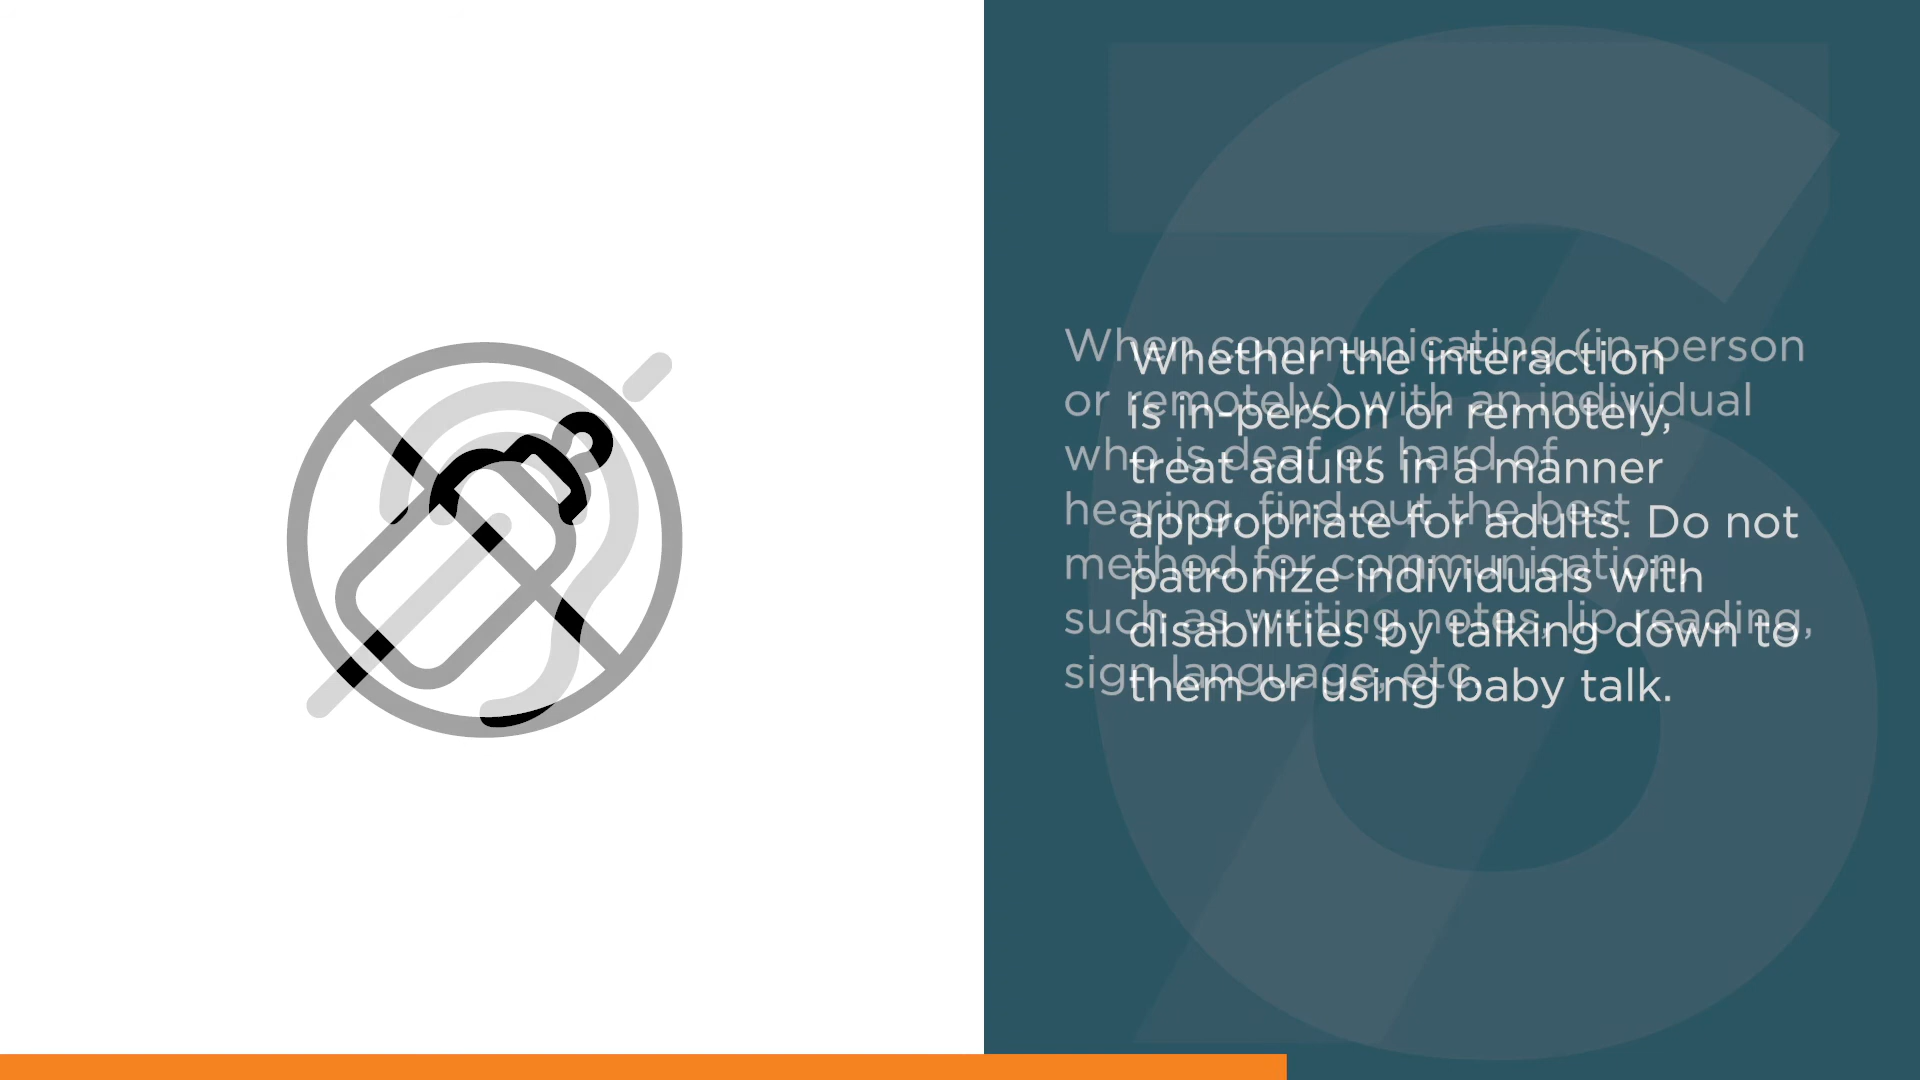 6
7
When communicating (in-person
or remotely) with an individual
who is deaf or hard of
hearing, find out the best
method for communication,
such as writing notes, lip reading,
sign language, etc.
Whether the interaction
is in-person or remotely,
treat adults in a manner
appropriate for adults. Do not
patronize individuals with
disabilities by talking down to
them or using baby talk.